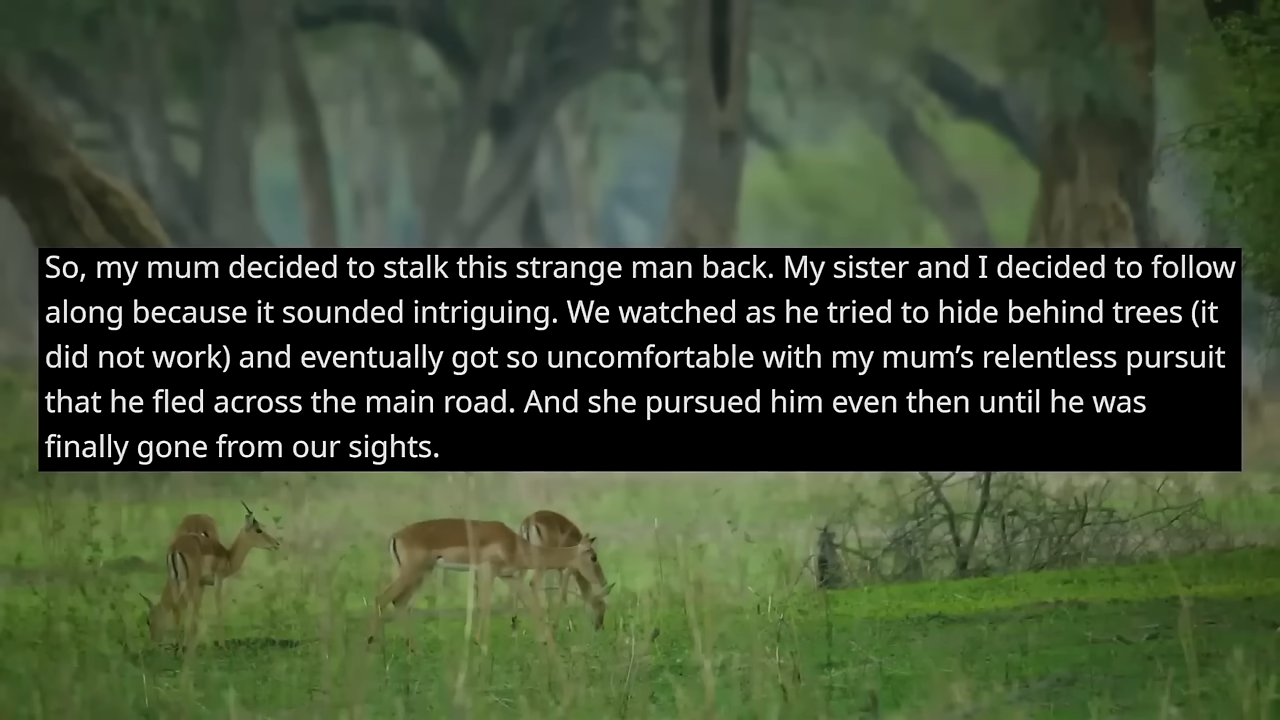 So, my mum decided to stalk this strange man back. My sister and I decided to follow
along because it sounded intriguing. We watched as he tried to hide behind trees (it
did not work) and eventually got so uncomfortable with my mum’s relentless pursuit
that he fled across the main road. And she pursued him even then until he was
finally gone from our sights.